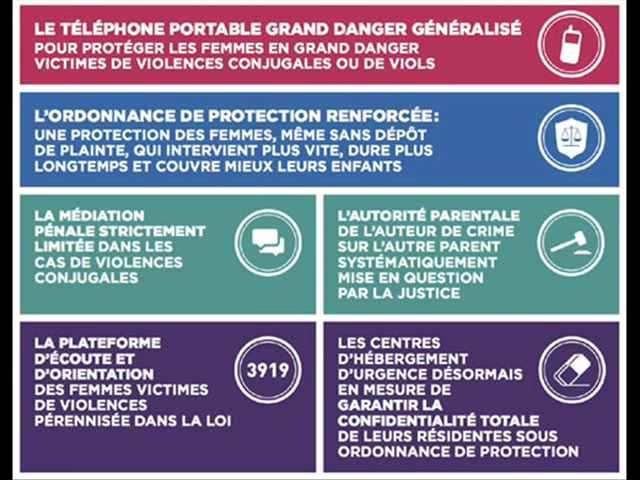 LE TÉLÉPHONE PORTABLE GRAND DANGER GÉNÉRALISÉ
POUR PROTÉGER LES FEMMES EN GRAND DANGER
VICTIMES DE VIOLENCES CONJUGALES OU DE VIOLS
L'ORDONNANCE DE PROTECTION RENFORCÉE:
UNE PROTECTION DES FEMMES, MÊME SANS DÉPÔT
DE PLAINTE, QUI INTERVIENT PLUS VITE, DURE PLUS
LONGTEMPS ET COUVRE MIEUX LEURS ENFANTS
LA MÉDIATION
PÉNALE STRICTEMENT
LIMITÉE DANS LES
CAS DE VIOLENCES
CONJUGALES
L'AUTORITÉ PARENTALE
DE L'AUTEUR DE CRIME
SUR L'AUTRE PARENT
SYSTÉMATIQUEMENT
MISE EN QUESTION
PAR LA JUSTICE
LA PLATEFORME
D'ÉCOUTE ET
D'ORIENTATION
DES FEMMES VICTIMES
DE VIOLENCES
PÉRENNISÉE DANS LA LOI
3919
LES CENTRES
D'HÉBERGEMENT
D'URGENCE DÉSORMAIS
EN MESURE DE
GARANTIR LA
CONFIDENTIALITÉ TOTALE
DE LEURS RÉSIDENTES SOUS
ORDONNANCE DE PROTECTION